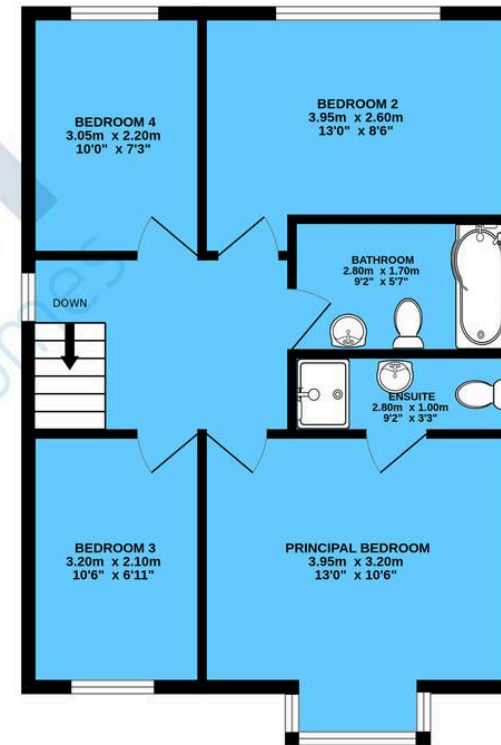 BEDROOM 4
3.05m x 2.20m
10'0" x 7'3"
BEDROOM 2
3.95m x 2.60m
13'0" x 8'6"
BATHROOM
2.80m x 1.70m
9'2" x 5'7"
DOWN
ENSUITE
2.80m x 1.00m
9'2" x 3'3"
BEDROOM 3
3.20m x 2.10m
10'6" x 6'11"
PRINCIPAL BEDROOM
3.95m x 3.20m
13'0" x 10'6"